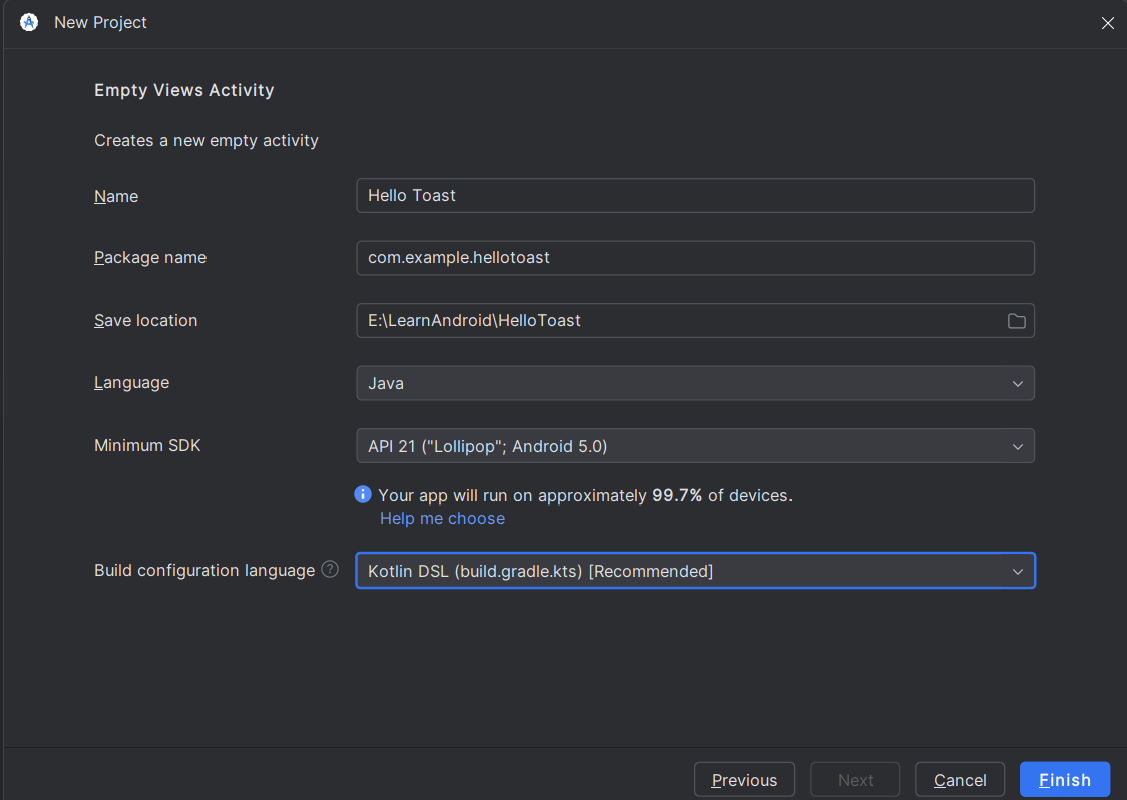 New Project
Empty Views Activity
Creates a new empty activity
Name Hello Toast
Package name com.example.hellotoast
Save location E:\LearnAndroid\HelloToast
Language Java
Minimum SDK API 21 ("Lollipop"; Android 5.0)
Your app will run on approximately 99.7% of devices.
Help me choose
Build configuration language ? Kotlin DSL (build.gradle.kts) [Recommended]
Previous Next Cancel Finish